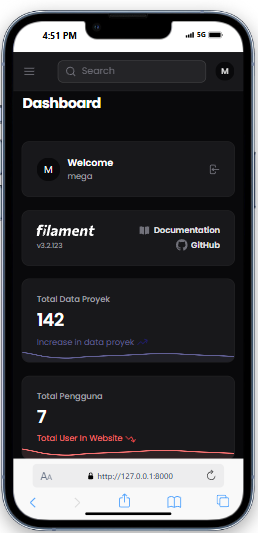 4:51 PM 5G
Search M
Dashboard
M Welcome
mega
filament Documentation
v3.2.123 GitHub
Total Data Proyek
142
Increase in data proyek
Total Pengguna
7
Total User In Website
AA http://127.0.0.1:8000